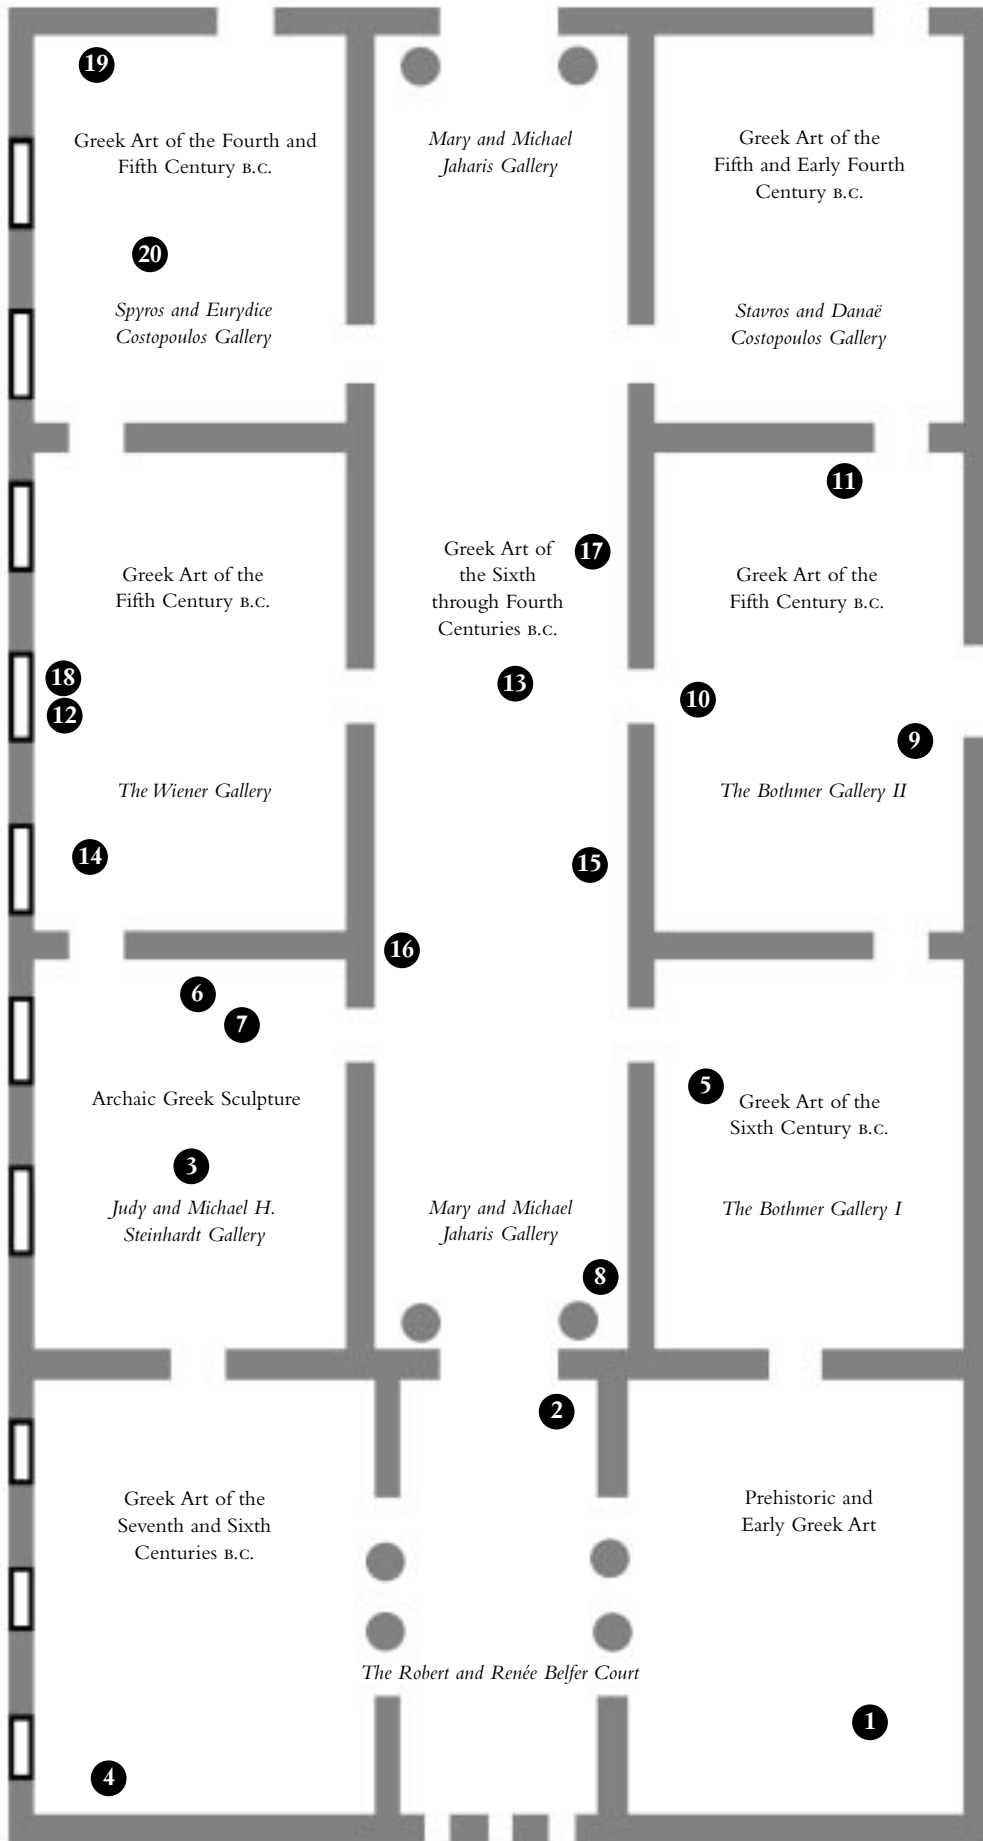 19
Greek Art of the Fourth and
Fifth Century B.C.
20
Spyros and Eurydice
Costopoulos Gallery
Mary and Michael
Jaharis Gallery
Greek Art of the
Fifth and Early Fourth
Century B.C.
Stavros and Danaë
Costopoulos Gallery
Greek Art of the
Fifth Century B.C.
18
12
The Wiener Gallery
14
Greek Art of
the Sixth
through Fourth
Centuries B.C.
17
13
15
16
11
Greek Art of the
Fifth Century B.C.
10
9
The Bothmer Gallery II
6
7
Archaic Greek Sculpture
3
Judy and Michael H.
Steinhardt Gallery
Mary and Michael
Jaharis Gallery
8
5
Greek Art of the
Sixth Century B.C.
The Bothmer Gallery I
2
Greek Art of the
Seventh and Sixth
Centuries B.C.
Prehistoric and
Early Greek Art
The Robert and Renée Belfer Court
4
1